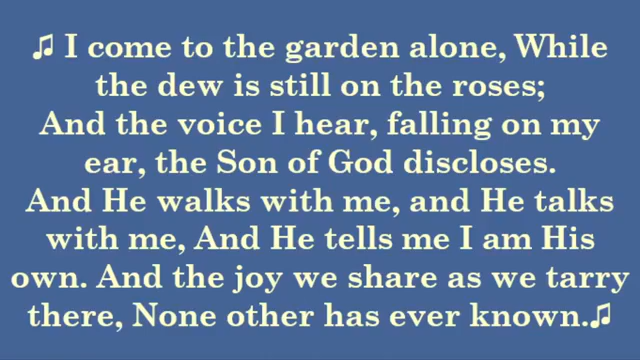 ♫ I come to the garden alone, While
the dew is still on the roses;
And the voice I hear, falling on my
ear, the Son of God discloses.
And He walks with me, and He talks
with me, And He tells me I am His
own. And the joy we share as we tarry
there, None other has ever known.♫